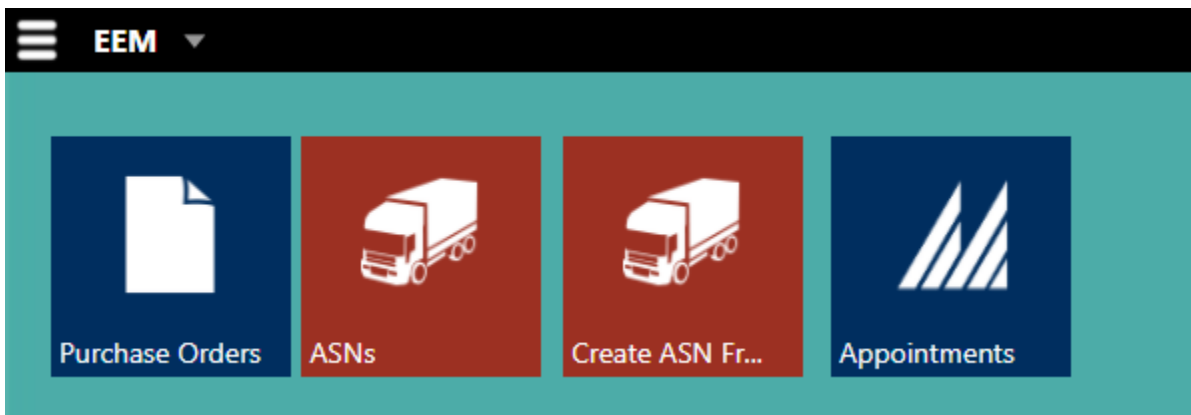 EEM
Purchase Orders
ASNs
Create ASN Fr...
Appointments